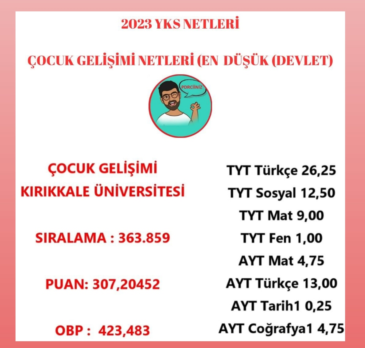 2023 YKS NETLERİ
ÇOCUK GELİŞİMİ NETLERİ (EN DÜŞÜK (DEVLET)
ÇOCUK GELİŞİMİ
KIRIKKALE ÜNİVERSİTESİ
SIRALAMA : 363.859
PUAN: 307,20452
OBP : 423,483
TYT Türkçe 26,25
TYT Sosyal 12,50
TYT Mat 9,00
TYT Fen 1,00
AYT Mat 4,75
AYT Türkçe 13,00
AYT Tarih1 0,25
AYT Coğrafya1 4,75